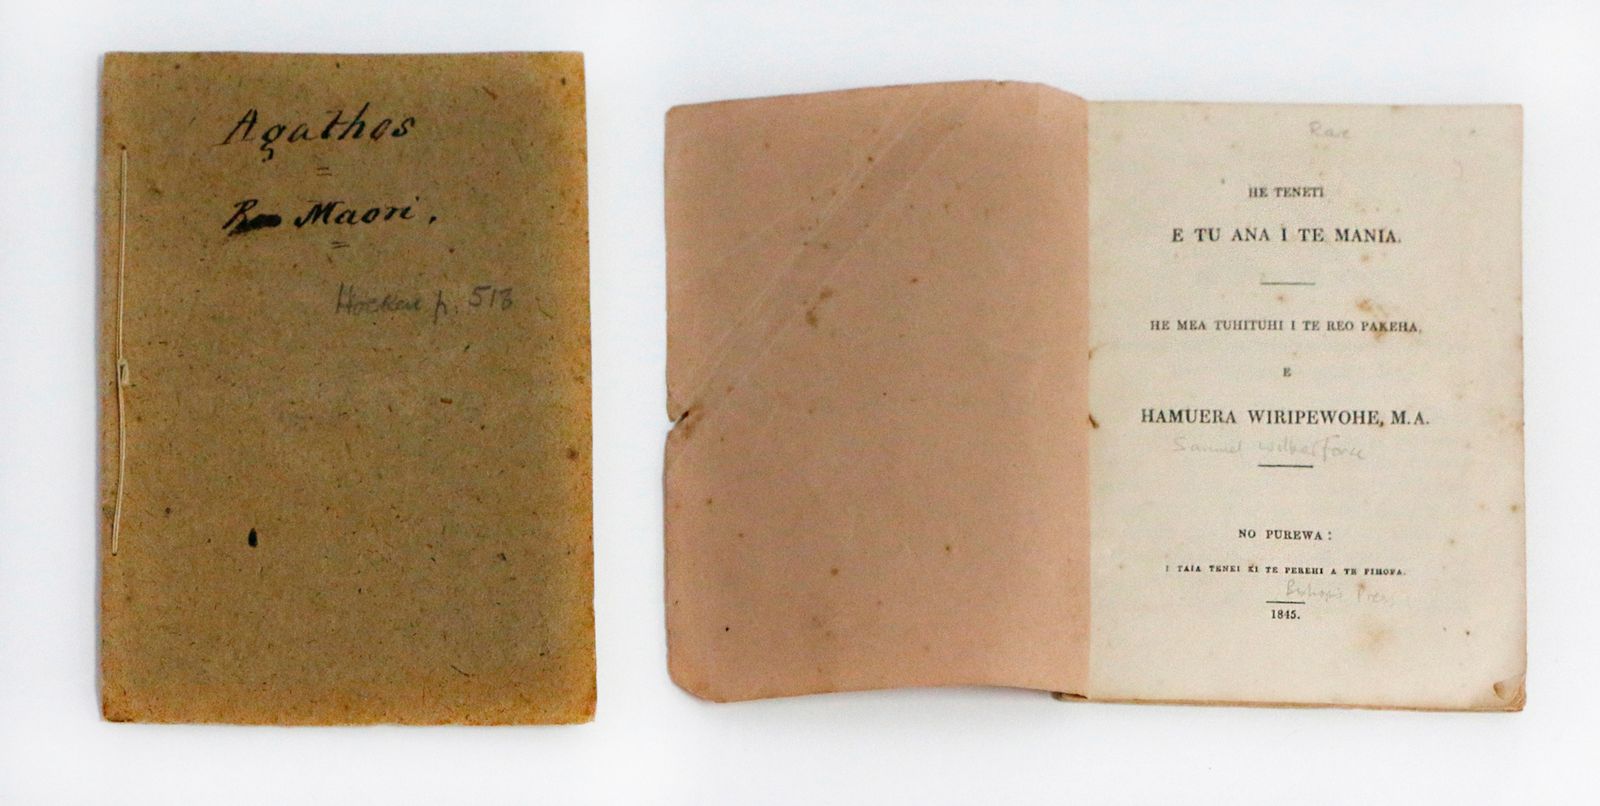 Agathos
Maori.
Hocken p. 518
Rare
HE TENETI
E TU ANA I TE MANIA.
HE MEA TUHITUHI I TE REO PAKEHA,
E
HAMUERA WIRIPEWOHE, M.A.
Samuel Wilberforce
NO PUREWA:
I TAIA TENEI KI TE PEREHI A TE PIHOPA.
Bishop's Press
1845.